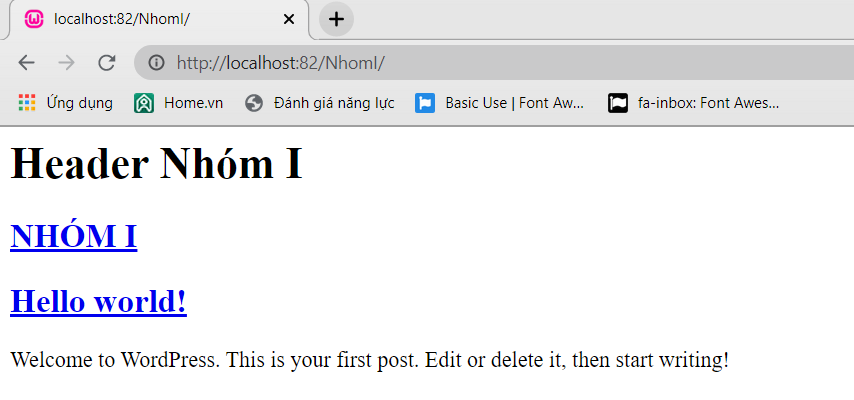 localhost:82/NhomI/
http://localhost:82/NhomI/
Ứng dụng Home.vn Đánh giá năng lực Basic Use | Font Aw... fa-inbox: Font Awes...
Header Nhóm I
NHÓM I
Hello world!
Welcome to WordPress. This is your first post. Edit or delete it, then start writing!